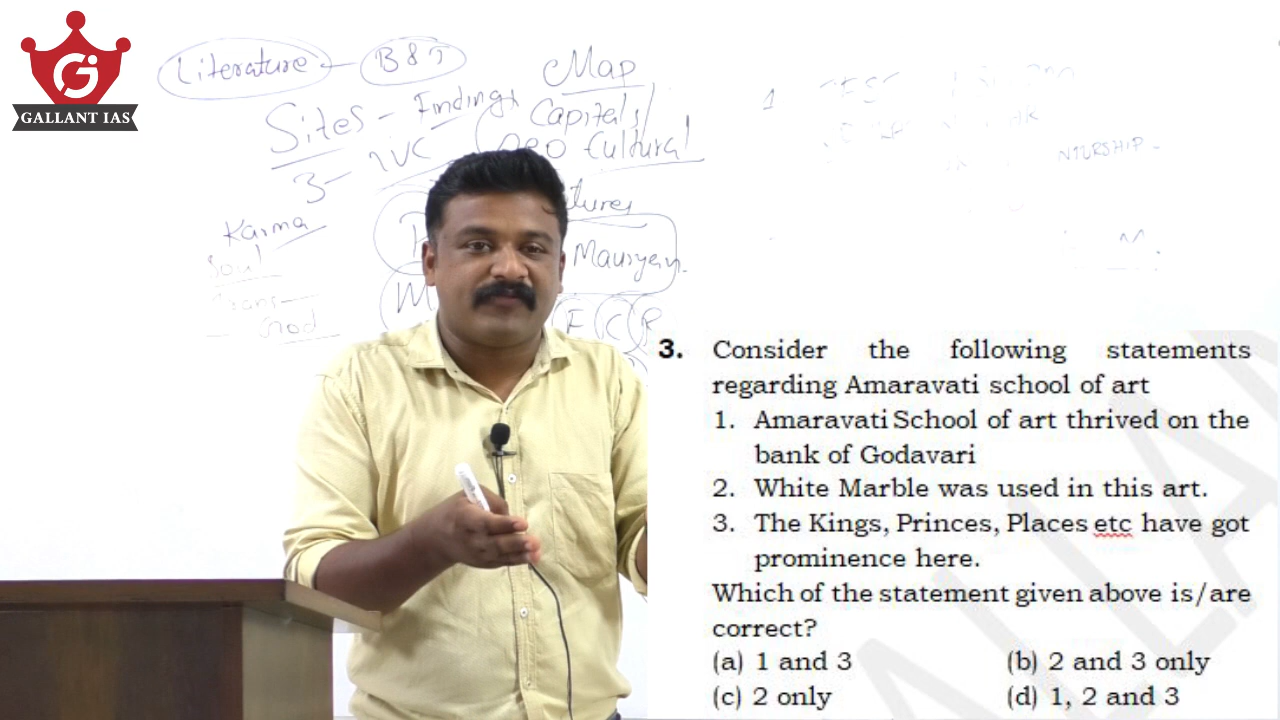 GALLANT IAS
Literature - B & J
Map
Sites - Findings
Capitals/
Geo Cultural
3 - IVC
Karma
Soul
God
Mauryan
F C R
1
NTURSHIP -
3. Consider the following statements
regarding Amaravati school of art
1. Amaravati School of art thrived on the
bank of Godavari
2. White Marble was used in this art.
3. The Kings, Princes, Places etc have got
prominence here.
Which of the statement given above is/are
correct?
(a) 1 and 3 (b) 2 and 3 only
(c) 2 only (d) 1, 2 and 3